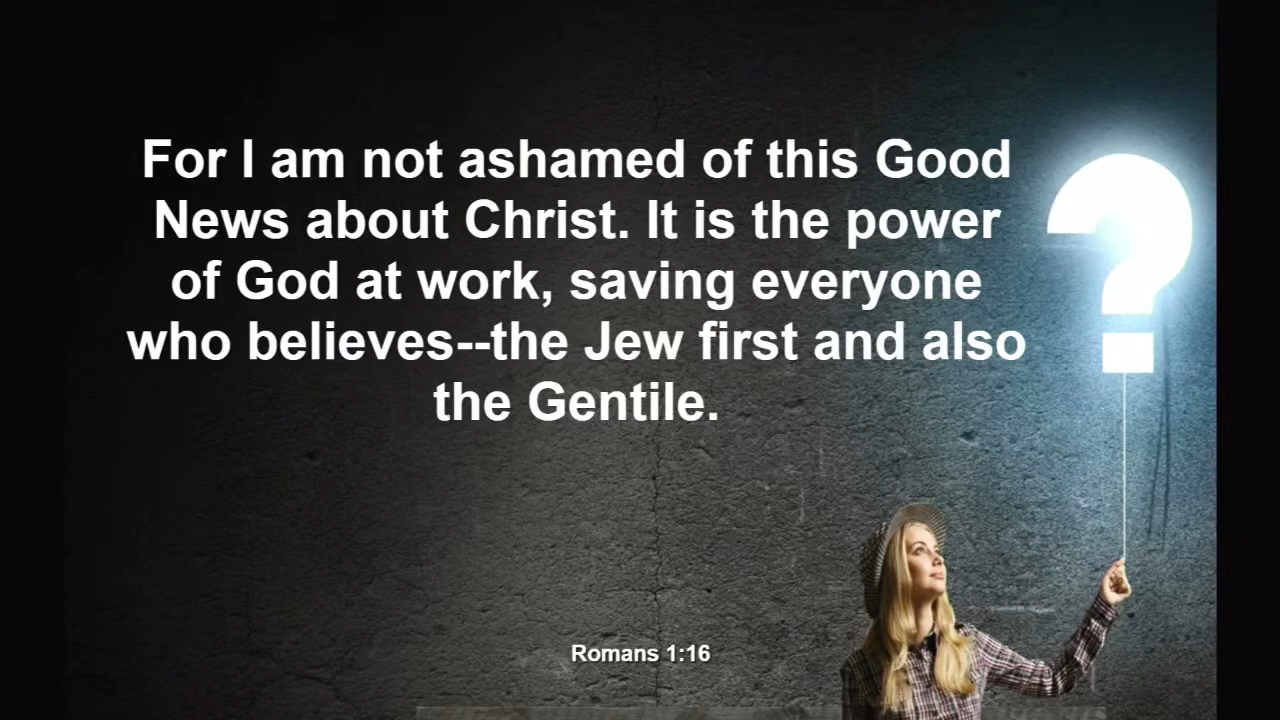 For I am not ashamed of this Good
News about Christ. It is the power
of God at work, saving everyone
who believes--the Jew first and also
the Gentile.
?
Romans 1:16